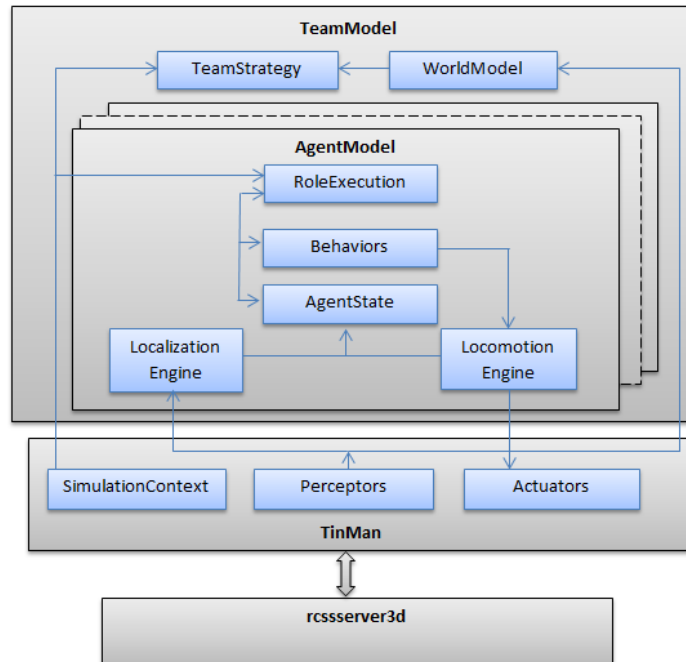 TeamModel
TeamStrategy
WorldModel
AgentModel
RoleExecution
Behaviors
AgentState
Localization
Engine
Locomotion
Engine
SimulationContext
Perceptors
Actuators
TinMan
rcssserver3d